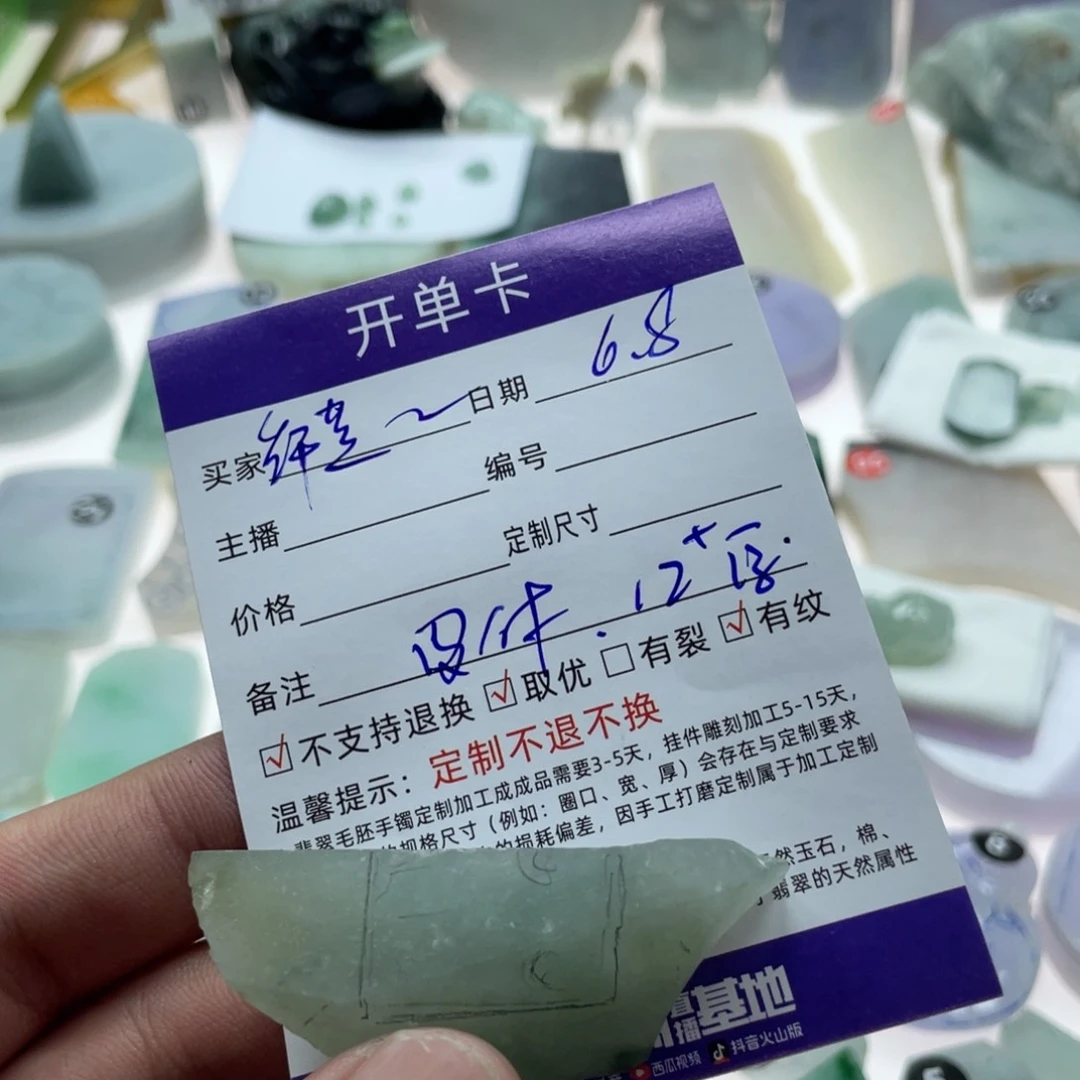 开单卡
买家 日期 6.8
主播 编号
价格 定制尺寸
备注 件. 12+厚.
不支持退换 取优 有裂 有纹
温馨提示：定制不退不换
翡翠毛胚手镯定制加工成成品需要3-5天，挂件雕刻加工5-15天，
规格尺寸（例如：圈口、宽、厚）会存在与定制要求
的损耗偏差，因手工打磨定制属于加工定制
然玉石，棉、
翡翠的天然属性
播基地
西瓜视频 抖音火山版